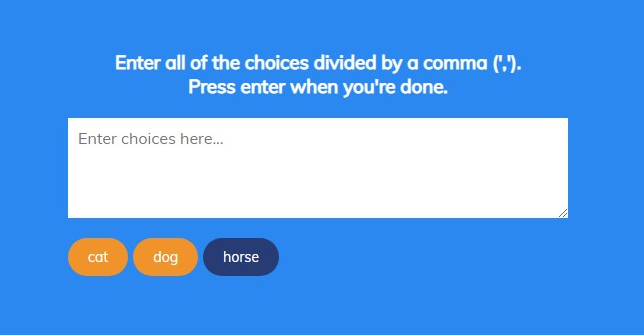 Enter all of the choices divided by a comma (',').
Press enter when you're done.
Enter choices here...
cat dog horse